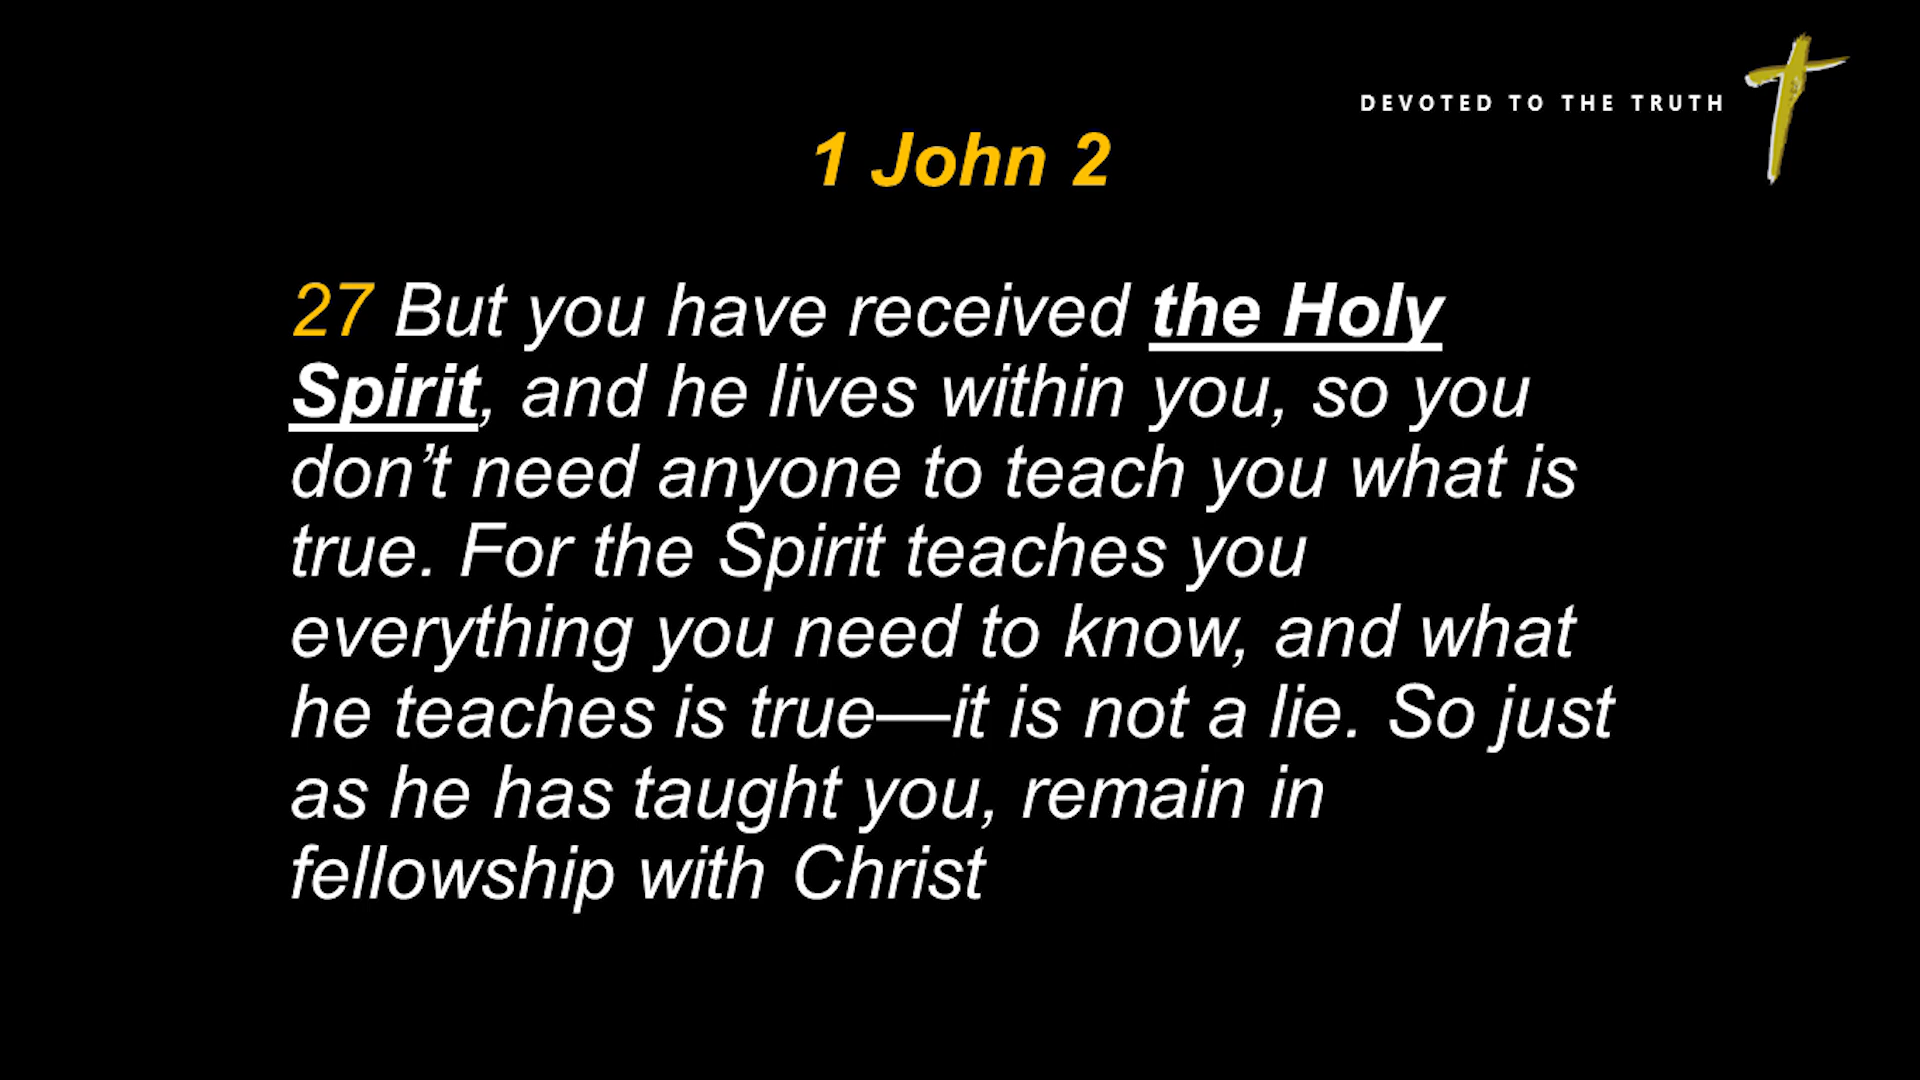 DEVOTED TO THE TRUTH
1 John 2
27 But you have received the Holy
Spirit, and he lives within you, so you
don’t need anyone to teach you what is
true. For the Spirit teaches you
everything you need to know, and what
he teaches is true—it is not a lie. So just
as he has taught you, remain in
fellowship with Christ